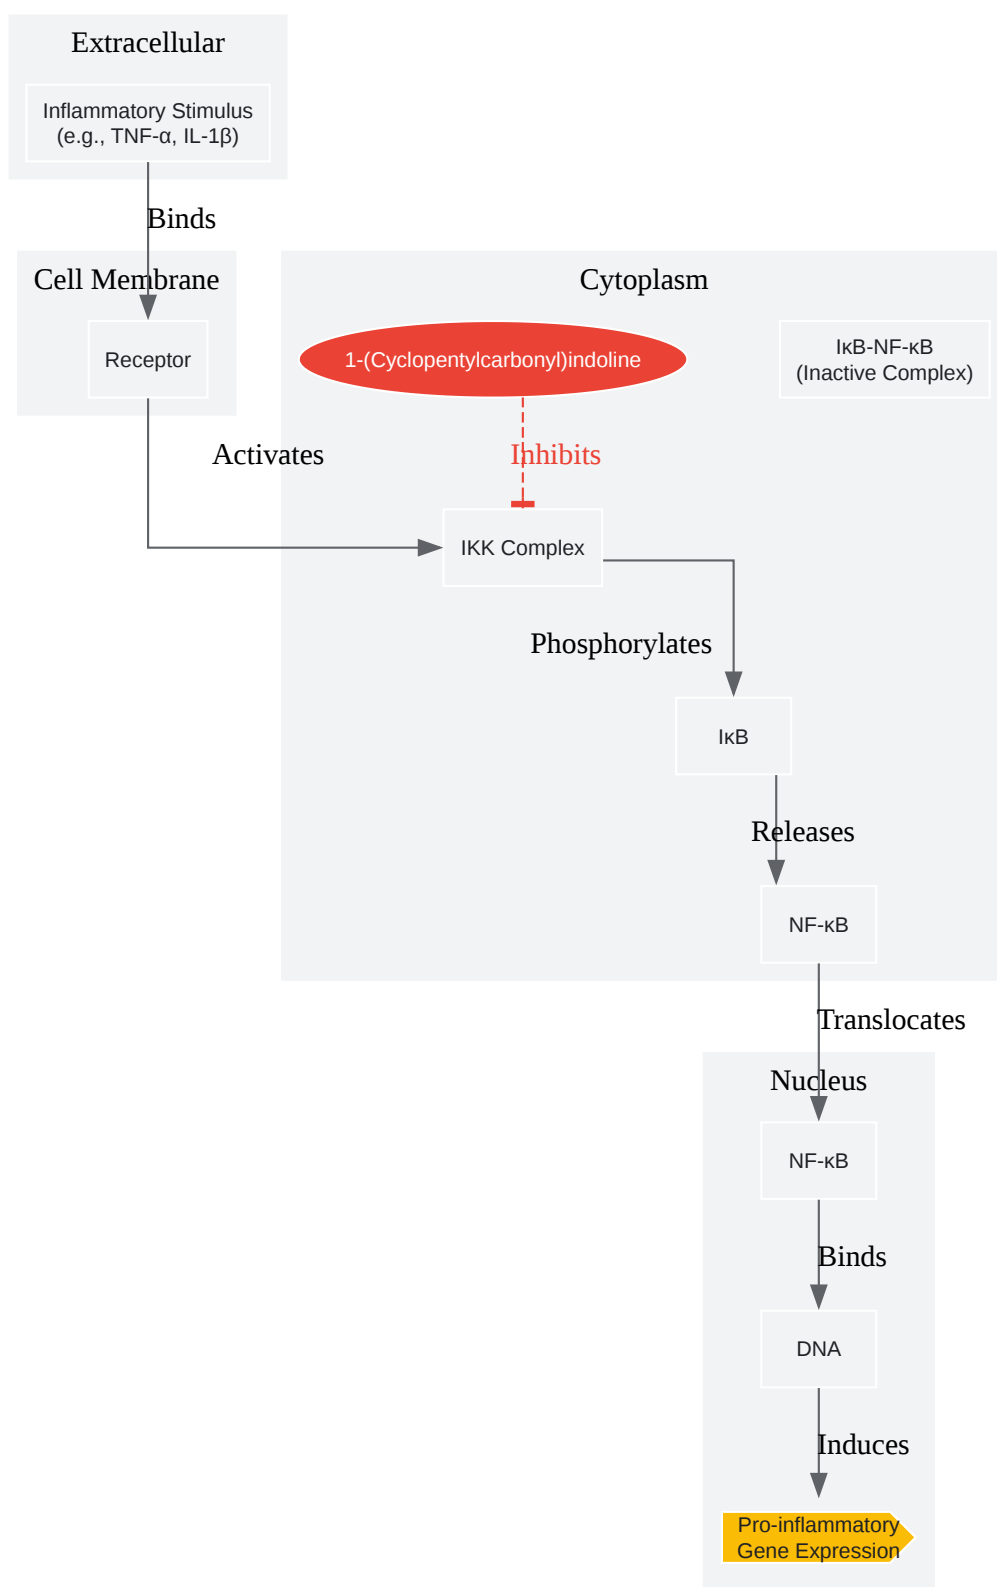 Extracellular
Inflammatory Stimulus
(e.g., TNF-α, IL-1β)
Binds
Cell Membrane
Receptor
Activates
Cytoplasm
1-(Cyclopentylcarbonyl)indoline
IκB-NF-κB
(Inactive Complex)
Inhibits
IKK Complex
Phosphorylates
IκB
Releases
NF-κB
Translocates
Nucleus
NF-κB
Binds
DNA
Induces
Pro-inflammatory
Gene Expression